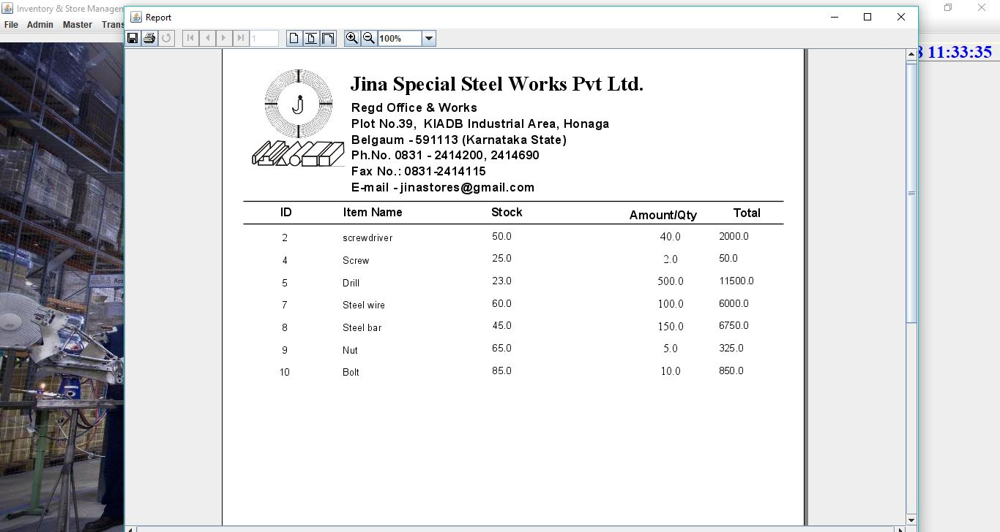 Inventory & Store Managem
File Admin Master Trans
Report
1
100%
11:33:35
J
Jina Special Steel Works Pvt Ltd.
Regd Office & Works
Plot No.39, KIADB Industrial Area, Honaga
Belgaum - 591113 (Karnataka State)
Ph.No. 0831 - 2414200, 2414690
Fax No.: 0831-2414115
E-mail - jinastores@gmail.com
ID Item Name Stock Amount/Qty Total
2 screwdriver 50.0 40.0 2000.0
4 Screw 25.0 2.0 50.0
5 Drill 23.0 500.0 11500.0
7 Steel wire 60.0 100.0 6000.0
8 Steel bar 45.0 150.0 6750.0
9 Nut 65.0 5.0 325.0
10 Bolt 85.0 10.0 850.0